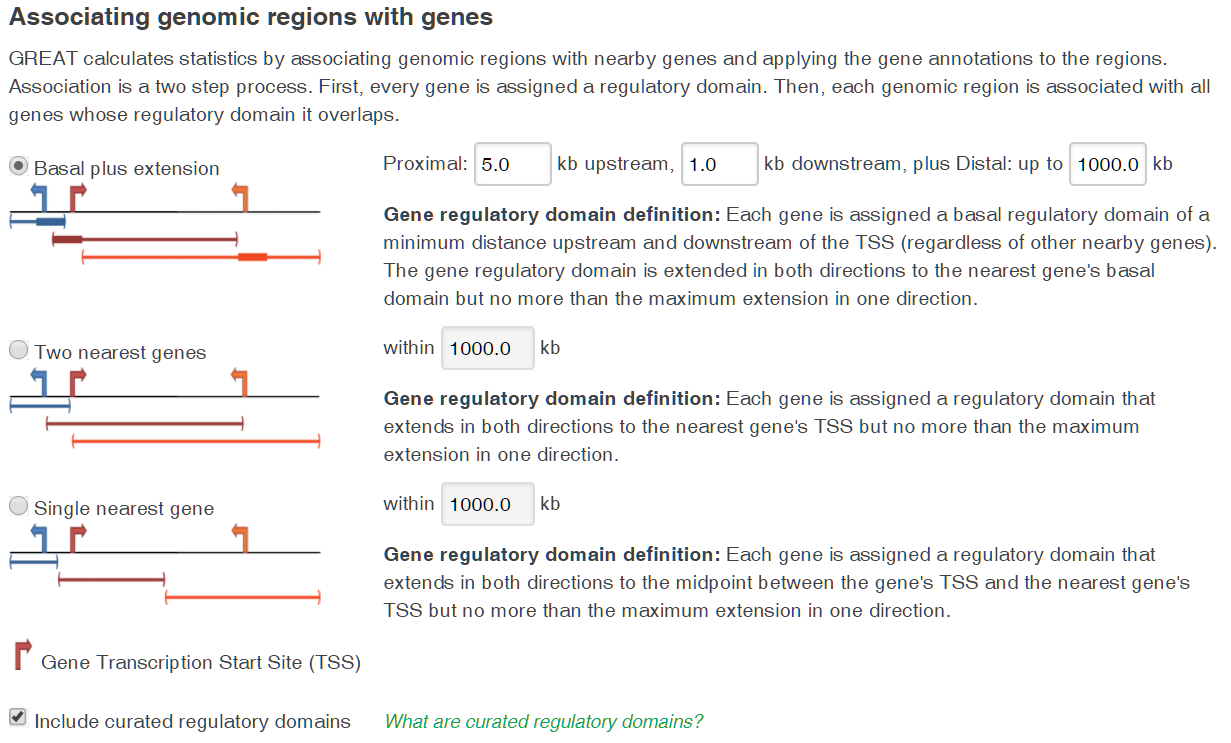 Associating genomic regions with genes
GREAT calculates statistics by associating genomic regions with nearby genes and applying the gene annotations to the regions.
Association is a two step process. First, every gene is assigned a regulatory domain. Then, each genomic region is associated with all
genes whose regulatory domain it overlaps.
Basal plus extension
Proximal: 5.0 kb upstream, 1.0 kb downstream, plus Distal: up to 1000.0 kb
Gene regulatory domain definition: Each gene is assigned a basal regulatory domain of a
minimum distance upstream and downstream of the TSS (regardless of other nearby genes).
The gene regulatory domain is extended in both directions to the nearest gene's basal
domain but no more than the maximum extension in one direction.
Two nearest genes
within 1000.0 kb
Gene regulatory domain definition: Each gene is assigned a regulatory domain that
extends in both directions to the nearest gene's TSS but no more than the maximum
extension in one direction.
Single nearest gene
within 1000.0 kb
Gene regulatory domain definition: Each gene is assigned a regulatory domain that
extends in both directions to the midpoint between the gene's TSS and the nearest gene's
TSS but no more than the maximum extension in one direction.
Gene Transcription Start Site (TSS)
Include curated regulatory domains What are curated regulatory domains?